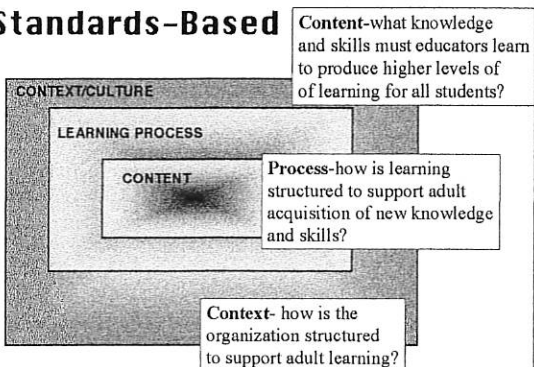 Standards-Based
Content-what knowledge
and skills must educators learn
to produce higher levels of
of learning for all students?
CONTEXT/CULTURE
LEARNING PROCESS
CONTENT
Process-how is learning
structured to support adult
acquisition of new knowledge
and skills?
Context- how is the
organization structured
to support adult learning?